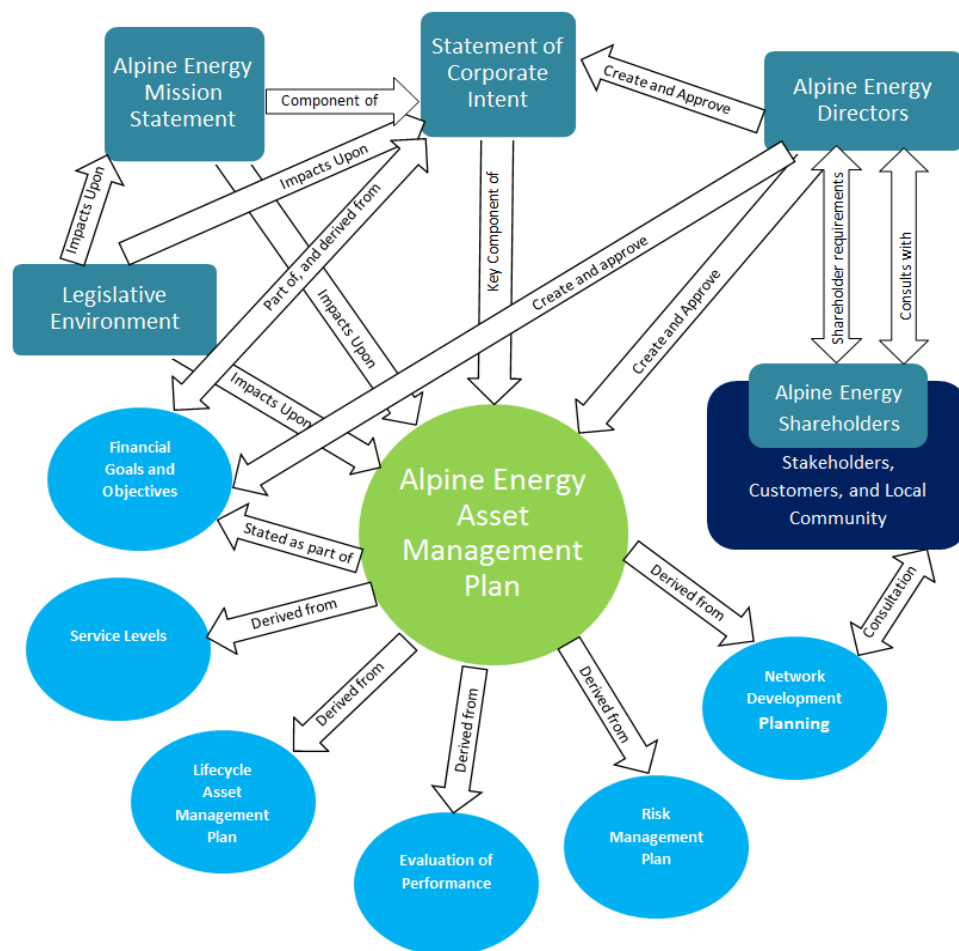 Alpine Energy
Mission
Statement
Component of
Statement of
Corporate
Intent
Create and Approve
Alpine Energy
Directors
Impacts Upon
Impacts Upon
Part of, and derived from
Key Component of
Create and approve
Create and Approve
Shareholder requirements
Consults with
Legislative
Environment
Impacts Upon
Impacts Upon
Alpine Energy
Shareholders
Stakeholders,
Customers, and Local
Community
Financial
Goals and
Objectives
Alpine Energy
Asset
Management
Plan
Stated as part of
Derived from
Service Levels
Derived from
Derived from
Derived from
Derived from
Consultation
Network
Development
Planning
Lifecycle
Asset
Management
Plan
Evaluation of
Performance
Risk
Management
Plan